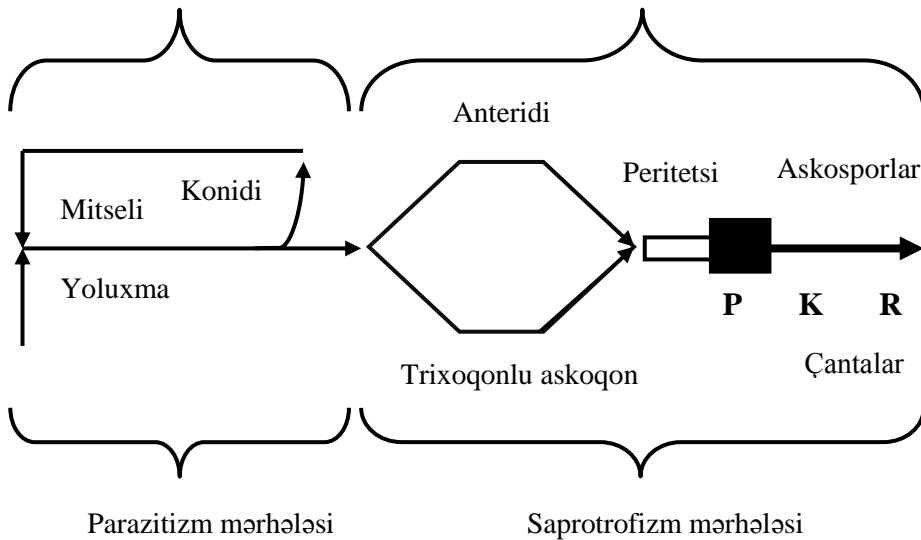 Anteridi
Peritetsi
Askosporlar
Konidi
Mitseli
Yoluxma
P K R
Çantalar
Trixoqonlu askoqon
Parazitizm mərhələsi
Saprotrofizm mərhələsi